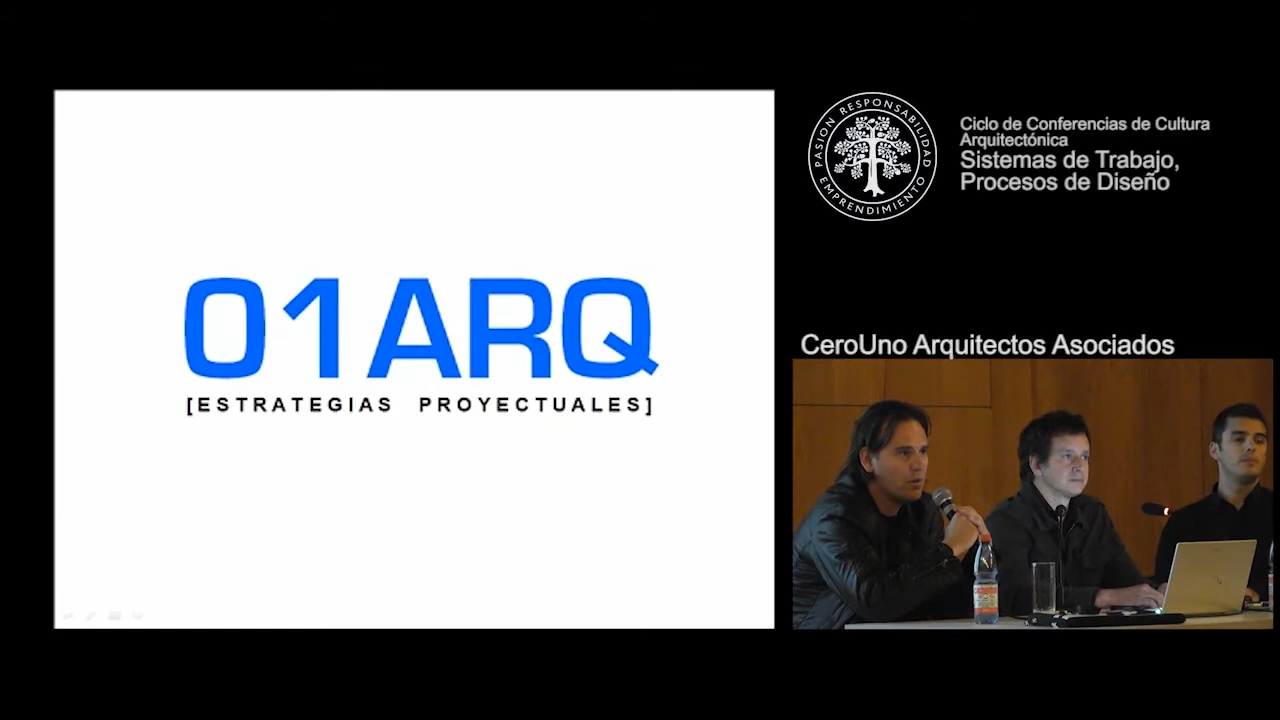 01ARQ
[ESTRATEGIAS PROYECTUALES]
PASION RESPONSABILIDAD EMPRENDIMIENTO
Ciclo de Conferencias de Cultura
Arquitectónica
Sistemas de Trabajo,
Procesos de Diseño
CeroUno Arquitectos Asociados